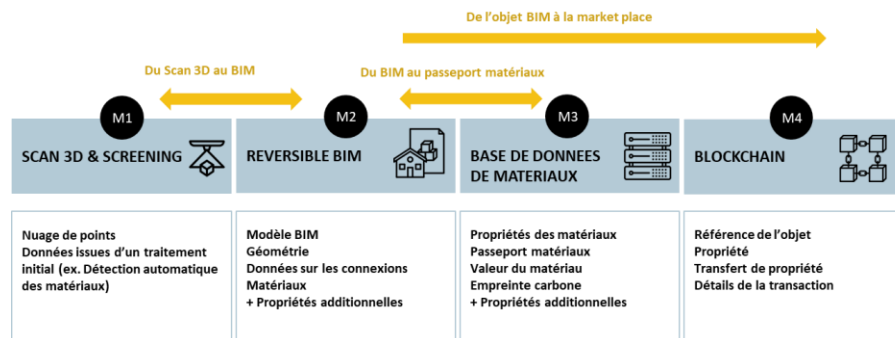 De l'objet BIM à la market place
Du Scan 3D au BIM
Du BIM au passeport matériaux
M1
M2
M3
M4
SCAN 3D & SCREENING
REVERSIBLE BIM
BASE DE DONNEES
DE MATERIAUX
BLOCKCHAIN
Nuage de points
Données issues d'un traitement
initial (ex. Détection automatique
des matériaux)
Modèle BIM
Géométrie
Données sur les connexions
Matériaux
+ Propriétés additionnelles
Propriétés des matériaux
Passeport matériaux
Valeur du matériau
Empreinte carbone
+ Propriétés additionnelles
Référence de l'objet
Propriété
Transfert de propriété
Détails de la transaction